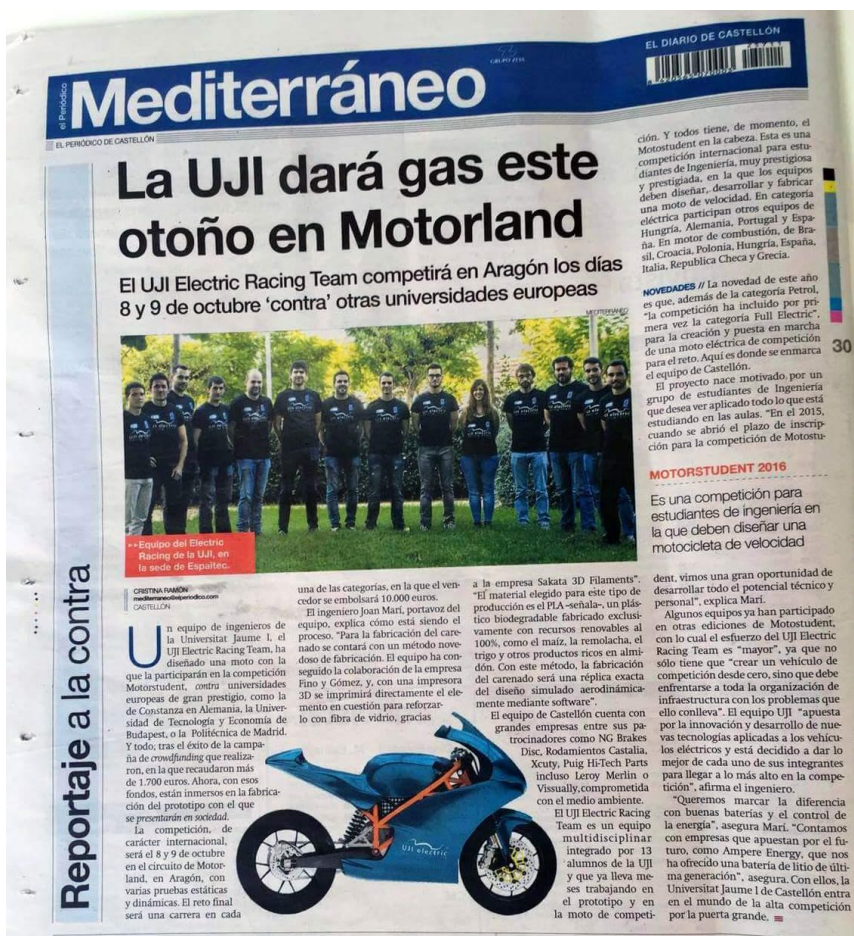 GRUPO ZETA
EL DIARIO DE CASTELLÓN
el Periódico
Mediterráneo
EL PERIÓDICO DE CASTELLÓN
La UJI dará gas este
otoño en Motorland
El UJI Electric Racing Team competirá en Aragón los días
8 y 9 de octubre ‘contra’ otras universidades europeas
MEDITERRÁNEO
Equipo del Electric
Racing de la UJI, en
la sede de Espaitec.
Reportaje a la contra
CRISTINA RAMÓN
mediterraneo@elperiodico.com
CASTELLÓN
Un equipo de ingenieros de
la Universitat Jaume I, el
UJI Electric Racing Team, ha
diseñado una moto con la
que la participarán en la competición
Motorstudent, contra universidades
europeas de gran prestigio, como la
de Constanza en Alemania, la Univer-
sidad de Tecnología y Economía de
Budapest, o la Politécnica de Madrid.
Y todo, tras el éxito de la campa-
ña de crowdfunding que realiza-
ron, en la que recaudaron más
de 1.700 euros. Ahora, con esos
fondos, están inmersos en la fabrica-
ción del prototipo con el que
se presentarán en sociedad.
La competición, de
carácter internacional,
será el 8 y 9 de octubre
en el circuito de Motor-
land, en Aragón, con
varias pruebas estáticas
y dinámicas. El reto final
será una carrera en cada
una de las categorías, en la que el ven-
cedor se embolsará 10.000 euros.
El ingeniero Joan Marí, portavoz del
equipo, explica cómo está siendo el
proceso. “Para la fabricación del care-
nado se contará con un método nove-
doso de fabricación. El equipo ha con-
seguido la colaboración de la empresa
Fino y Gómez, y, con una impresora
3D se imprimirá directamente el ele-
mento en cuestión para reforzar-
lo con fibra de vidrio, gracias
a la empresa Sakata 3D Filaments”.
“El material elegido para este tipo de
producción es el PLA –señala–, un plás-
tico biodegradable fabricado exclusi-
vamente con recursos renovables al
100%, como el maíz, la remolacha, el
trigo y otros productos ricos en almi-
dón. Con este método, la fabricación
del carenado será una réplica exacta
del diseño simulado aerodinámica-
mente mediante software”.
El equipo de Castellón cuenta con
grandes empresas entre sus pa-
trocinadores como NG Brakes
Disc, Rodamientos Castalia,
Xcuty, Puig Hi-Tech Parts
incluso Leroy Merlin o
Vissually,comprometida
con el medio ambiente.
El UJI Electric Racing
Team es un equipo
multidisciplinar
integrado por 13
alumnos de la UJI
y que ya lleva me-
ses trabajando en
el prototipo y en
la moto de competi-
UJI electric
ción. Y todos tiene, de momento, el
Motostudent en la cabeza. Esta es una
competición internacional para estu-
diantes de Ingeniería, muy prestigiosa
y prestigiada, en la que los equipos
deben diseñar, desarrollar y fabricar
una moto de velocidad. En categoría
eléctrica participan otros equipos de
Hungría, Alemania, Portugal y Espa-
ña. En motor de combustión, de Bra-
sil, Croacia, Polonia, Hungría, España,
Italia, Republica Checa y Grecia.
NOVEDADES // La novedad de este año
es que, además de la categoría Petrol,
“la competición ha incluido por pri-
mera vez la categoría Full Electric”,
para la creación y puesta en marcha
de una moto eléctrica de competición
para el reto. Aquí es donde se enmarca
el equipo de Castellón.
El proyecto nace motivado, por un
grupo de estudiantes de Ingeniería
que desea ver aplicado todo lo que está
estudiando en las aulas. “En el 2015,
cuando se abrió el plazo de inscrip-
ción para la competición de Motostu-
30
MOTORSTUDENT 2016
Es una competición para
estudiantes de ingeniería en
la que deben diseñar una
motocicleta de velocidad
dent, vimos una gran oportunidad de
desarrollar todo el potencial técnico y
personal”, explica Marí.
Algunos equipos ya han participado
en otras ediciones de Motostudent,
con lo cual el esfuerzo del UJI Electric
Racing Team es “mayor”, ya que no
sólo tiene que “crear un vehículo de
competición desde cero, sino que debe
enfrentarse a toda la organización de
infraestructura con los problemas que
ello conlleva”. El equipo UJI “apuesta
por la innovación y desarrollo de nue-
vas tecnologías aplicadas a los vehícu-
los eléctricos y está decidido a dar lo
mejor de cada uno de sus integrantes
para llegar a lo más alto en la compe-
tición”, afirma el ingeniero.
“Queremos marcar la diferencia
con buenas baterías y el control de
la energía”, asegura Marí. “Contamos
con empresas que apuestan por el fu-
turo, como Ampere Energy, que nos
ha ofrecido una batería de litio de últi-
ma generación”, asegura. Con ellos, la
Universitat Jaume I de Castellón entra
en el mundo de la alta competición
por la puerta grande.